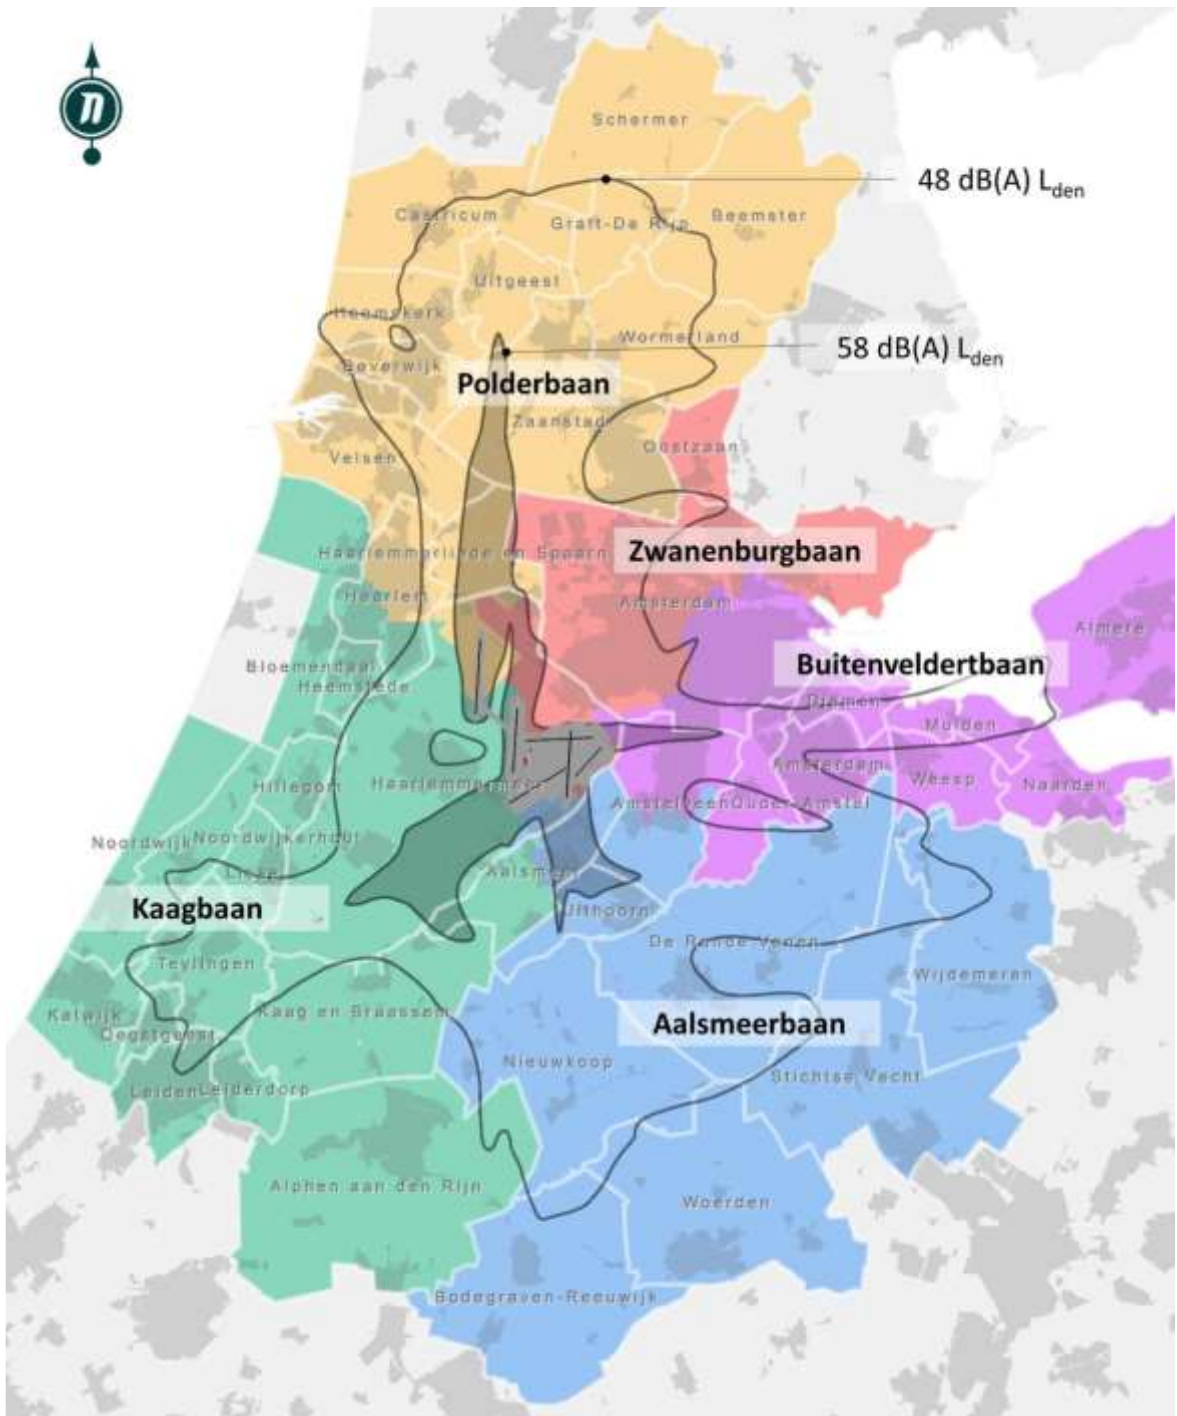 n
Schermer
48 dB(A) Lden
Castricum
Graft-De Rijp
Beemster
Uitgeest
Heemskerk
Wormerland
58 dB(A) Lden
Beverwijk
Polderbaan
Zaanstad
Oostzaan
Velsen
Zwanenburgbaan
Haarlemmerliede en Spaarn
Haarlem
Amsterdam
Almere
Bloemendaal
Buitenveldertbaan
Heemstede
Diemen
Muiden
Amsterdam
Haarlemmermeer
Hillegom
Weesp
Naarden
Amstelveen
Ouder-Amstel
Noordwijk
Noordwijkerhout
Lisse
Aalsmeer
Kaagbaan
Uithoorn
De Ronde Venen
Teylingen
Wijdemeren
Katwijk
Kaag en Braassem
Oegstgeest
Aalsmeerbaan
Nieuwkoop
Stichtse Vecht
Leiden
Leiderdorp
Alphen aan den Rijn
Woerden
Bodegraven-Reeuwijk